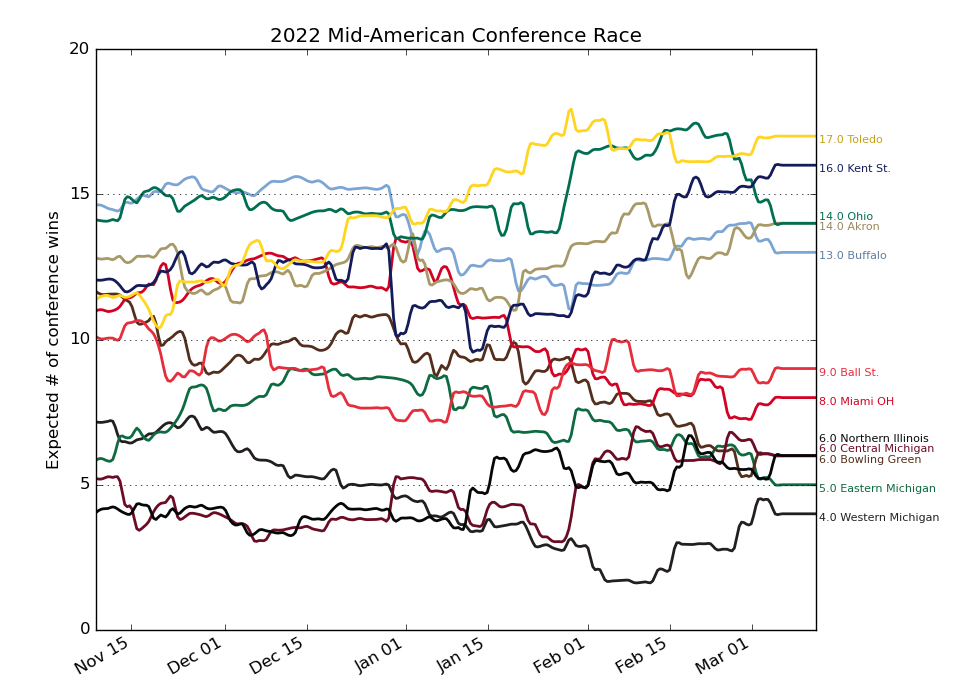 2022 Mid-American Conference Race
Expected # of conference wins
20
15
10
5
0
Nov 15
Dec 01
Dec 15
Jan 01
Jan 15
Feb 01
Feb 15
Mar 01
17.0 Toledo
16.0 Kent St.
14.0 Ohio
14.0 Akron
13.0 Buffalo
9.0 Ball St.
8.0 Miami OH
6.0 Northern Illinois
6.0 Central Michigan
6.0 Bowling Green
5.0 Eastern Michigan
4.0 Western Michigan